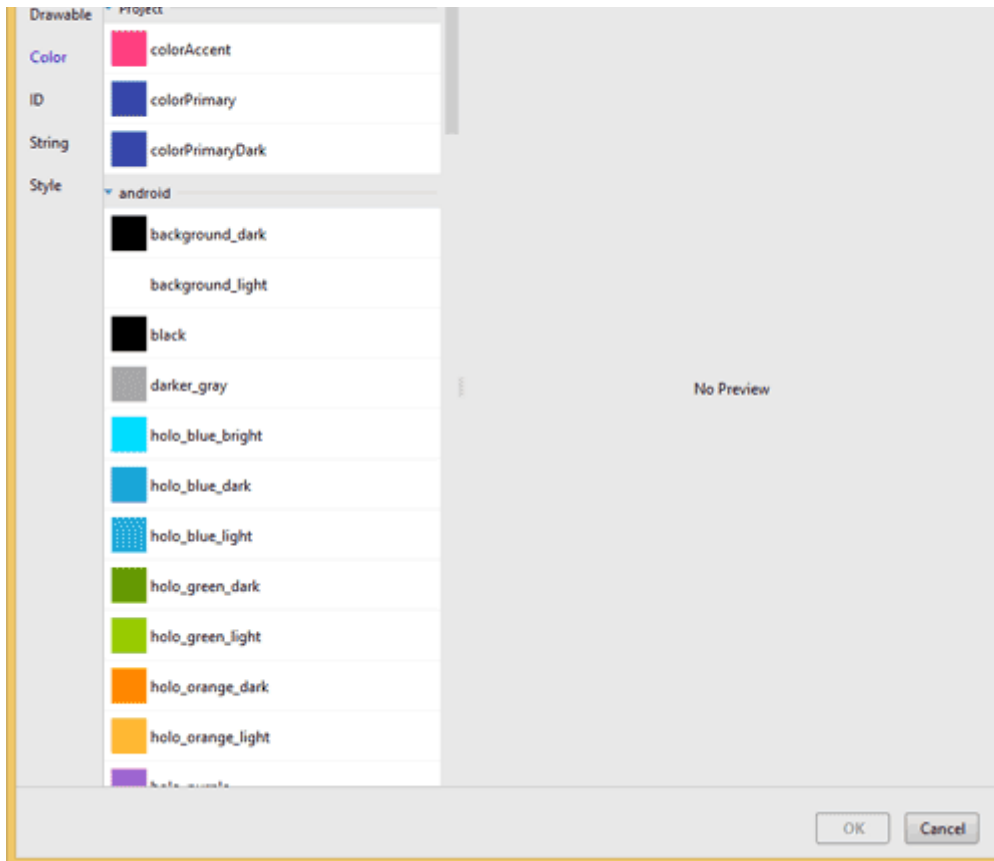 Drawable
Color
ID
String
Style
Project
colorAccent
colorPrimary
colorPrimaryDark
android
background_dark
background_light
black
darker_gray
holo_blue_bright
holo_blue_dark
holo_blue_light
holo_green_dark
holo_green_light
holo_orange_dark
holo_orange_light
holo_purple
No Preview
OK
Cancel